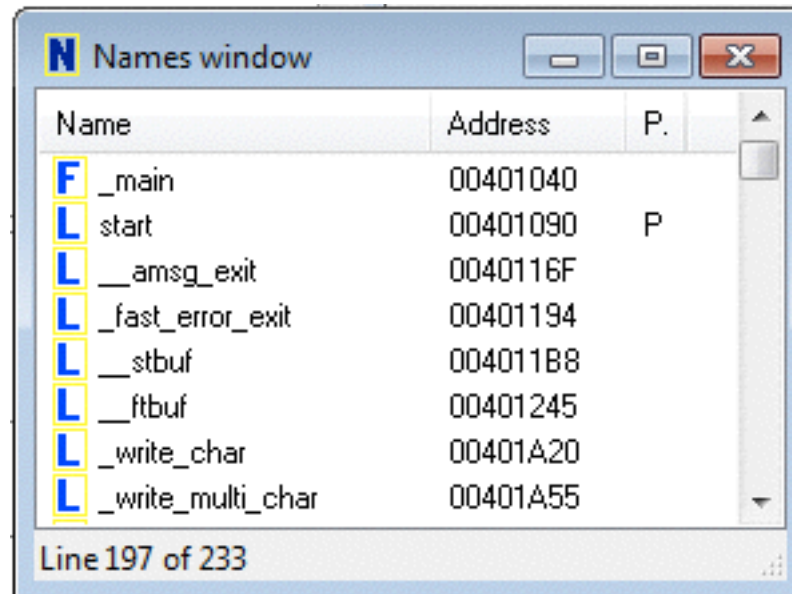 N Names window
Name Address P.
F _main 00401040
L start 00401090 P
L __amsg_exit 0040116F
L _fast_error_exit 00401194
L __stbuf 004011B8
L __ftbuf 00401245
L _write_char 00401A20
L _write_multi_char 00401A55
Line 197 of 233